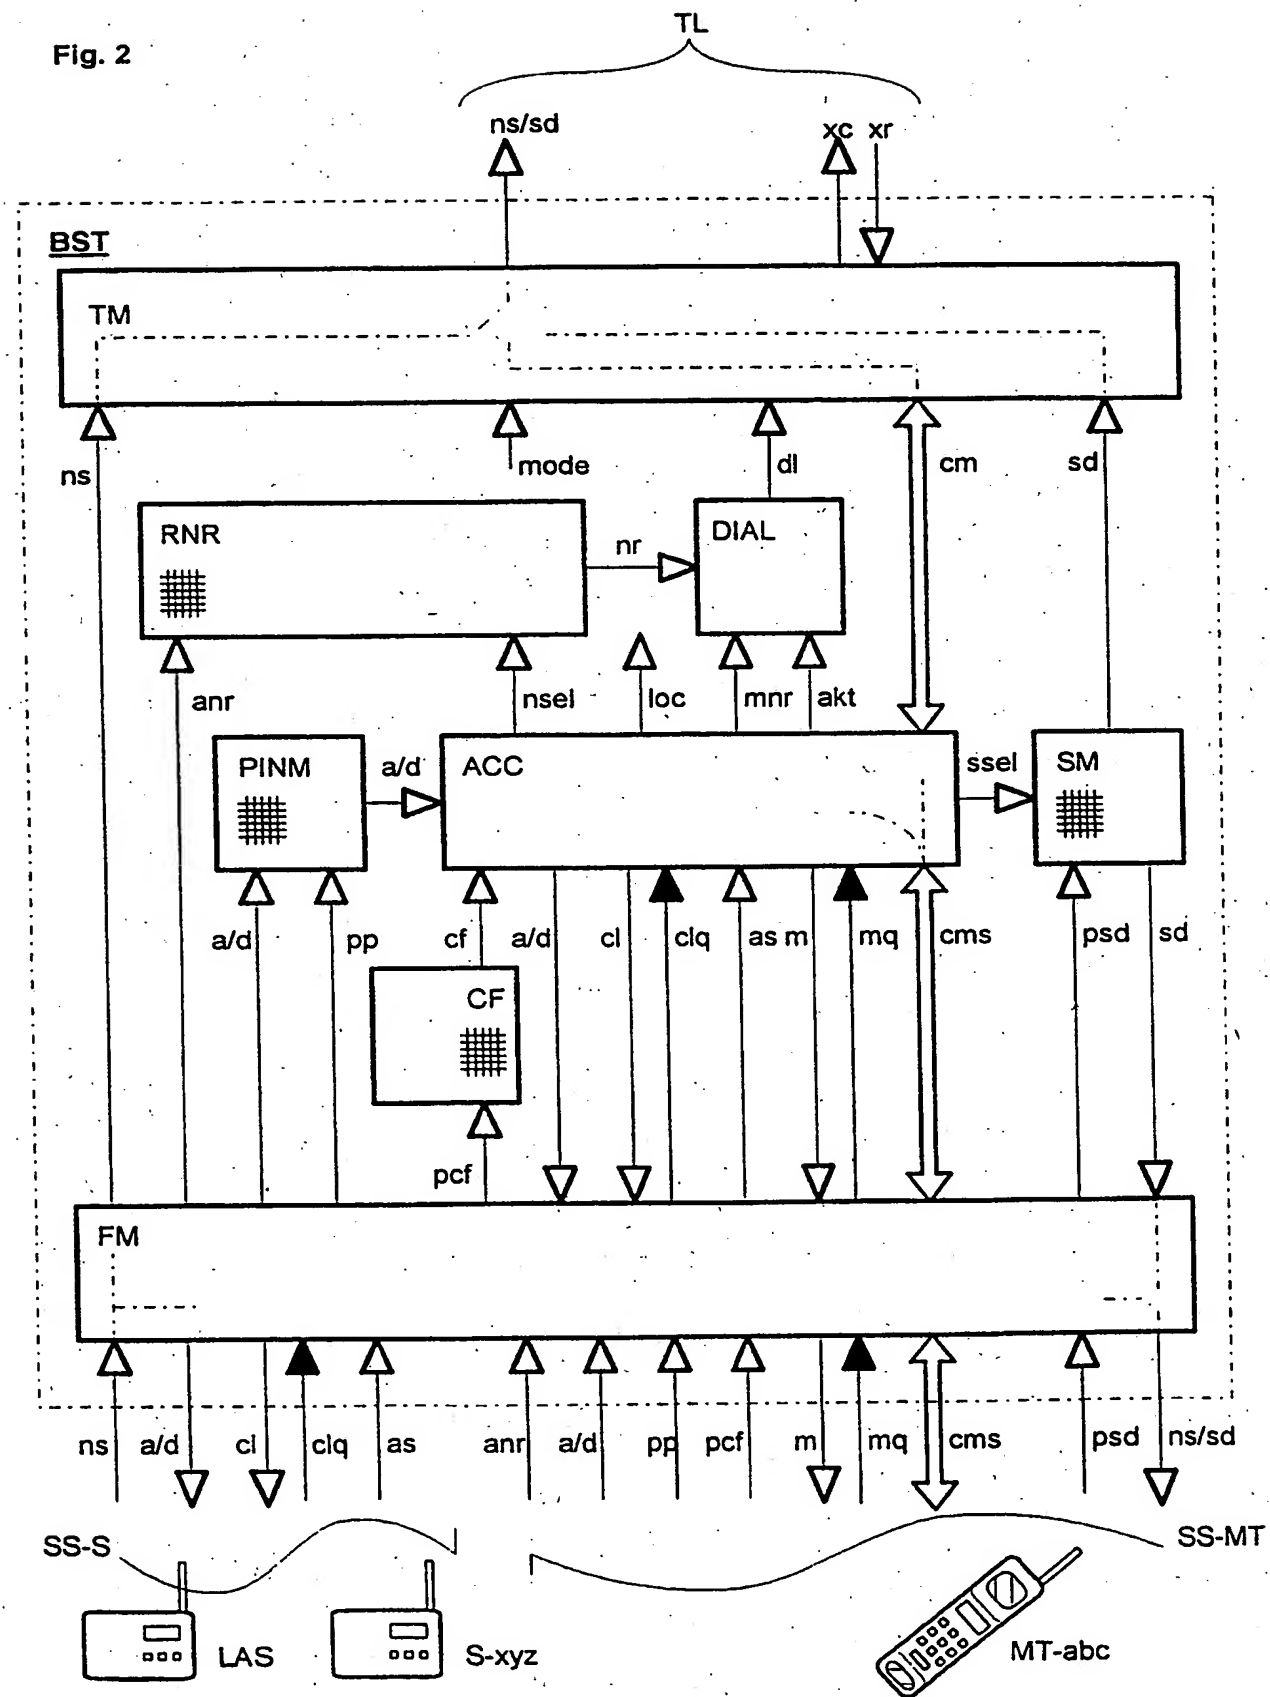 TL
Fig. 2
ns/sd xc xr
BST
TM
ns mode dl cm sd
RNR nr DIAL
anr nsel loc mnr akt
PINM a/d ACC ssel SM
a/d pp cf a/d cl clq as m mq cms psd sd
CF
pcf
FM
ns a/d cl clq as anr a/d pp pcf m mq cms psd ns/sd
SS-S SS-MT
LAS S-xyz MT-abc